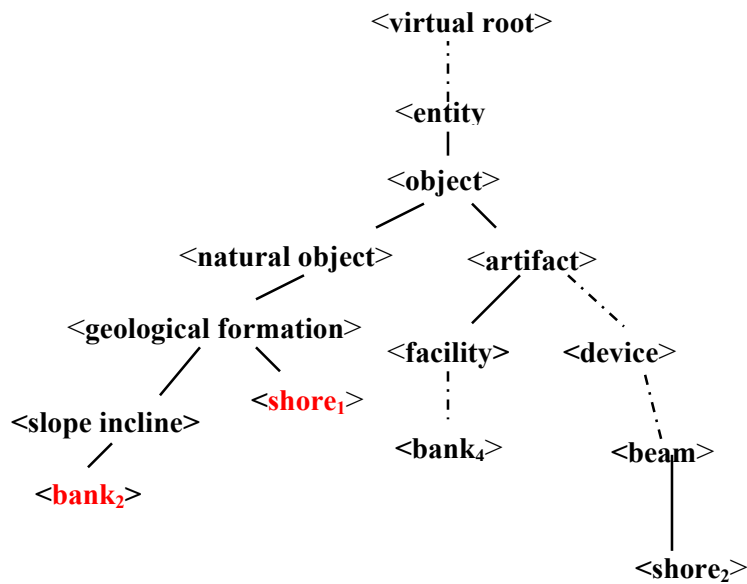 <virtual root>
<entity
<object>
<natural object>
<artifact>
<geological formation>
<facility>
<device>
<shore₁>
<slope incline>
<bank₄>
<beam>
<bank₂>
<shore₂>